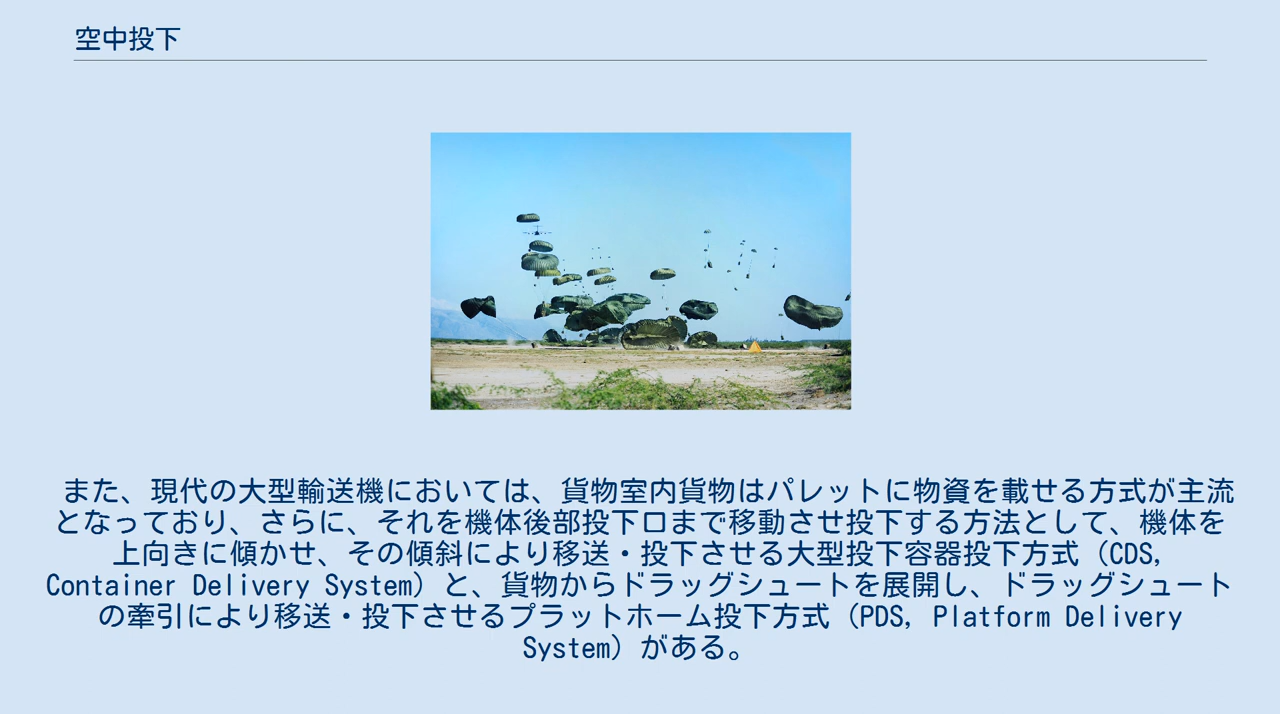 空中投下
また、現代の大型輸送機においては、貨物室内貨物はパレットに物資を載せる方式が主流
となっており、さらに、それを機体後部投下口まで移動させ投下する方法として、機体を
上向きに傾かせ、その傾斜により移送・投下させる大型投下容器投下方式（CDS,
Container Delivery System）と、貨物からドラッグシュートを展開し、ドラッグシュート
の牽引により移送・投下させるプラットホーム投下方式（PDS, Platform Delivery
System）がある。